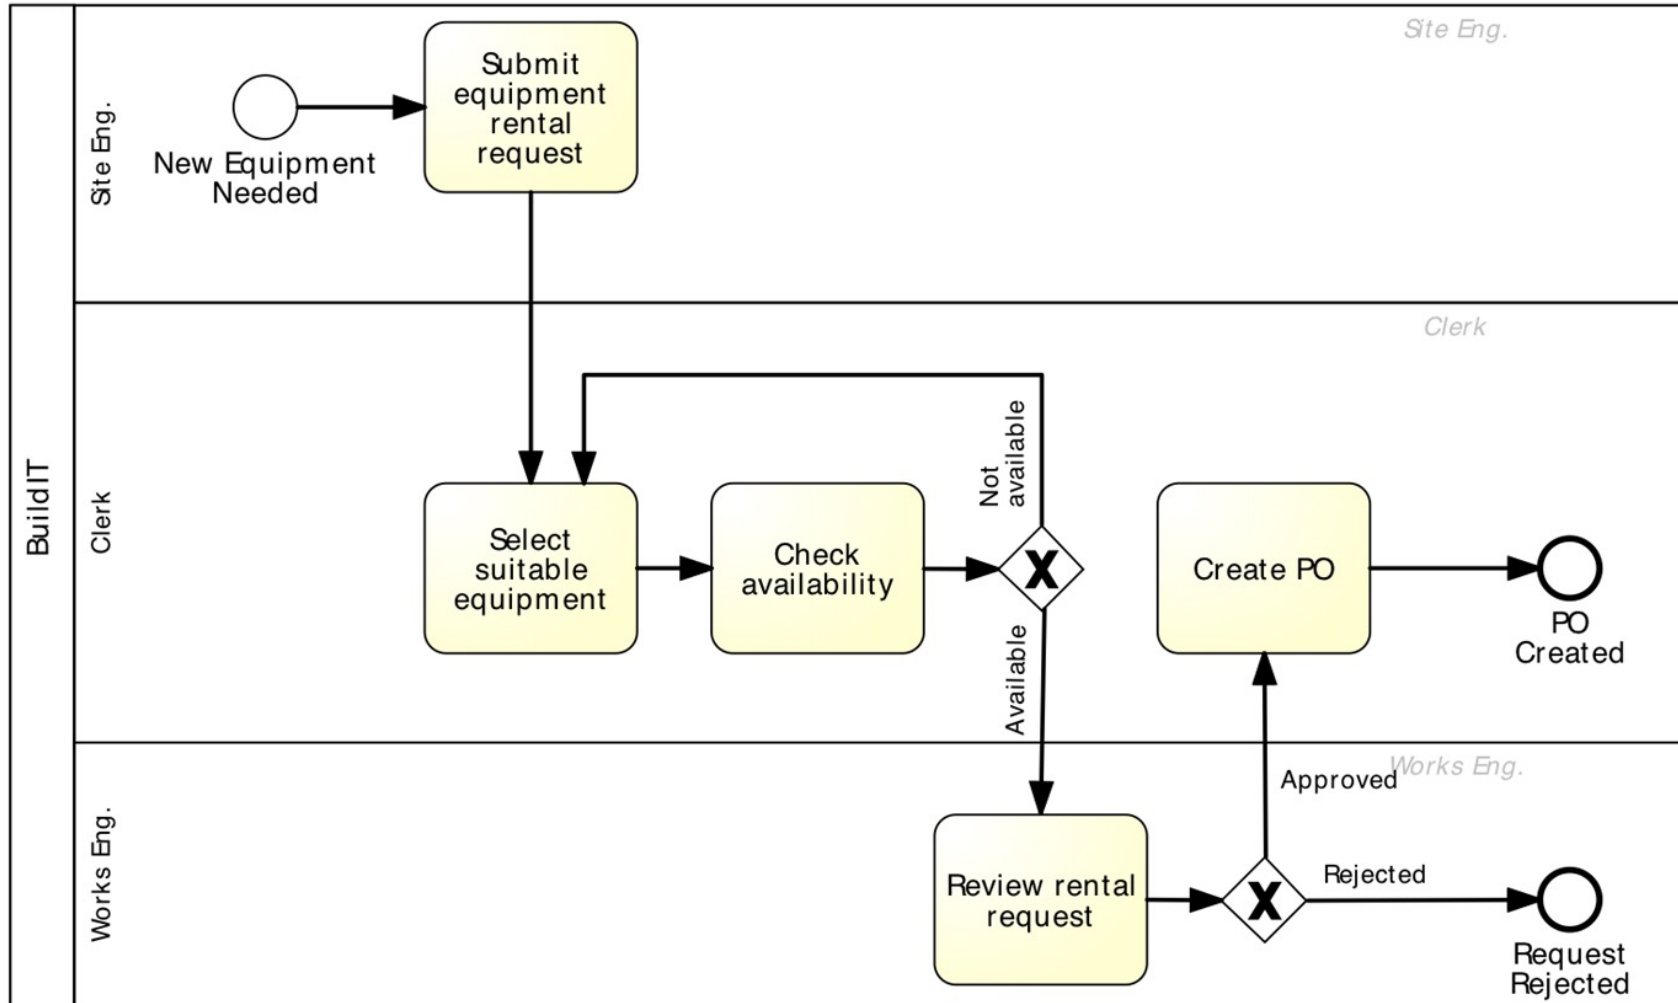 BuildIT
Site Eng.
Site Eng.
New Equipment
Needed
Submit
equipment
rental
request
Clerk
Clerk
Select
suitable
equipment
Check
availability
Not
available
Available
Create PO
PO
Created
Works Eng.
Works Eng.
Review rental
request
Approved
Rejected
Request
Rejected